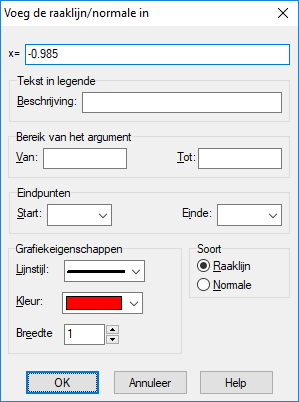 Voeg de raaklijn/normale in
x= -0.985
Tekst in legende
Beschrijving:
Bereik van het argument
Van: Tot:
Eindpunten
Start: Einde:
Grafiekeigenschappen
Lijnstijl:
Kleur:
Breedte 1
Soort
Raaklijn
Normale
OK Annuleer Help